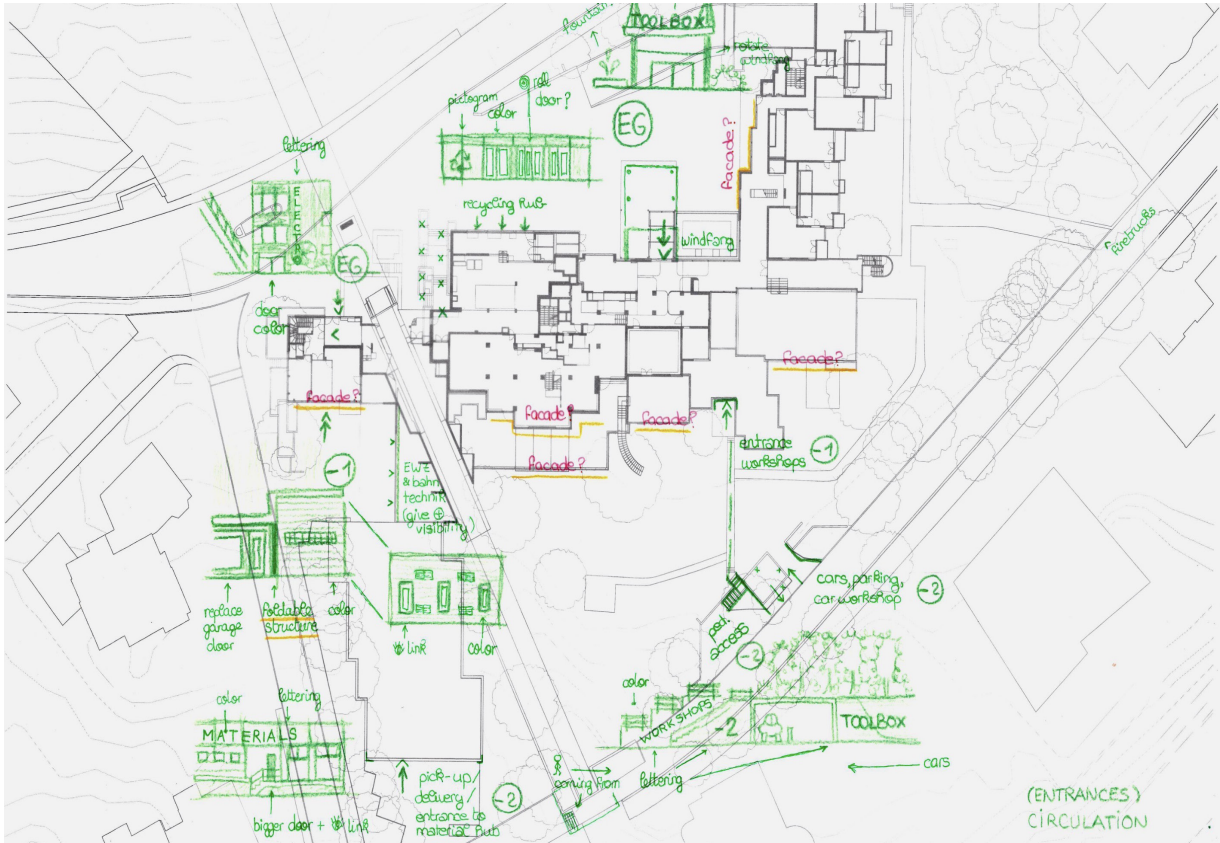 fountain
TOOLBOX
rotate
windfang
roll
door?
pictogram
color
EG
facade?
lettering
ELECTRO
recycling hub
windfang
firetrucks
EG
door
color
facade?
facade?
facade?
facade?
facade?
entrance
workshops
-1
-1
EWZ
& bahn
technik
(give ⊕
visibility)
cars, parking,
car workshop
-2
replace
garage
door
foldable
structure
color
link
color
ped.
access
-2
color
lettering
color
MATERIALS
WORKSHOPS
-2
TOOLBOX
cars
coming from
lettering
pick-up/
delivery/
entrance to
material hub
-2
bigger door + link
(ENTRANCES)
CIRCULATION